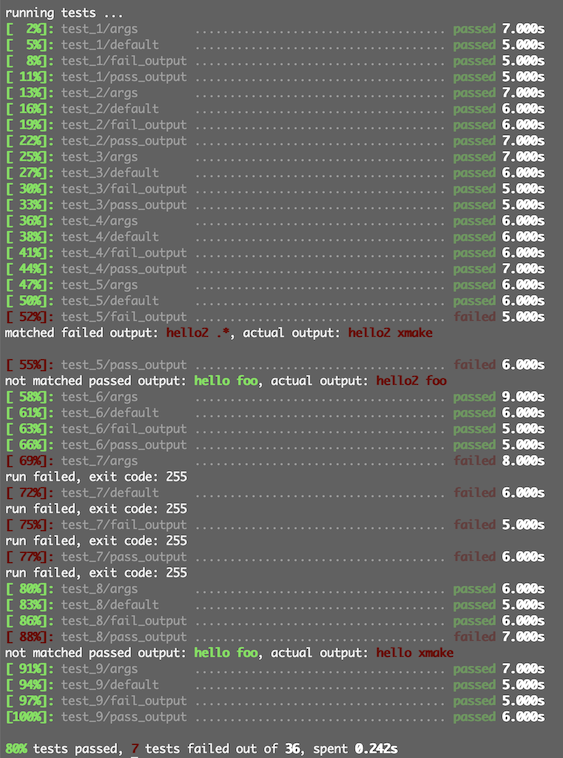 running tests ...
[  2%]: test_1/args .................................... passed 7.000s
[  5%]: test_1/default .................................... passed 5.000s
[  8%]: test_1/fail_output .................................... passed 5.000s
[ 11%]: test_1/pass_output .................................... passed 5.000s
[ 13%]: test_2/args .................................... passed 7.000s
[ 16%]: test_2/default .................................... passed 6.000s
[ 19%]: test_2/fail_output .................................... passed 6.000s
[ 22%]: test_2/pass_output .................................... passed 7.000s
[ 25%]: test_3/args .................................... passed 7.000s
[ 27%]: test_3/default .................................... passed 6.000s
[ 30%]: test_3/fail_output .................................... passed 5.000s
[ 33%]: test_3/pass_output .................................... passed 5.000s
[ 36%]: test_4/args .................................... passed 6.000s
[ 38%]: test_4/default .................................... passed 6.000s
[ 41%]: test_4/fail_output .................................... passed 6.000s
[ 44%]: test_4/pass_output .................................... passed 7.000s
[ 47%]: test_5/args .................................... passed 6.000s
[ 50%]: test_5/default .................................... passed 6.000s
[ 52%]: test_5/fail_output .................................... failed 5.000s
matched failed output: hello2 .*, actual output: hello2 xmake
[ 55%]: test_5/pass_output .................................... failed 6.000s
not matched passed output: hello foo, actual output: hello2 foo
[ 58%]: test_6/args .................................... passed 9.000s
[ 61%]: test_6/default .................................... passed 6.000s
[ 63%]: test_6/fail_output .................................... passed 5.000s
[ 66%]: test_6/pass_output .................................... passed 5.000s
[ 69%]: test_7/args .................................... failed 8.000s
run failed, exit code: 255
[ 72%]: test_7/default .................................... failed 6.000s
run failed, exit code: 255
[ 75%]: test_7/fail_output .................................... failed 5.000s
run failed, exit code: 255
[ 77%]: test_7/pass_output .................................... failed 6.000s
run failed, exit code: 255
[ 80%]: test_8/args .................................... passed 6.000s
[ 83%]: test_8/default .................................... passed 5.000s
[ 86%]: test_8/fail_output .................................... passed 6.000s
[ 88%]: test_8/pass_output .................................... failed 7.000s
not matched passed output: hello foo, actual output: hello xmake
[ 91%]: test_9/args .................................... passed 7.000s
[ 94%]: test_9/default .................................... passed 5.000s
[ 97%]: test_9/fail_output .................................... passed 5.000s
[100%]: test_9/pass_output .................................... passed 6.000s
80% tests passed, 7 tests failed out of 36, spent 0.242s